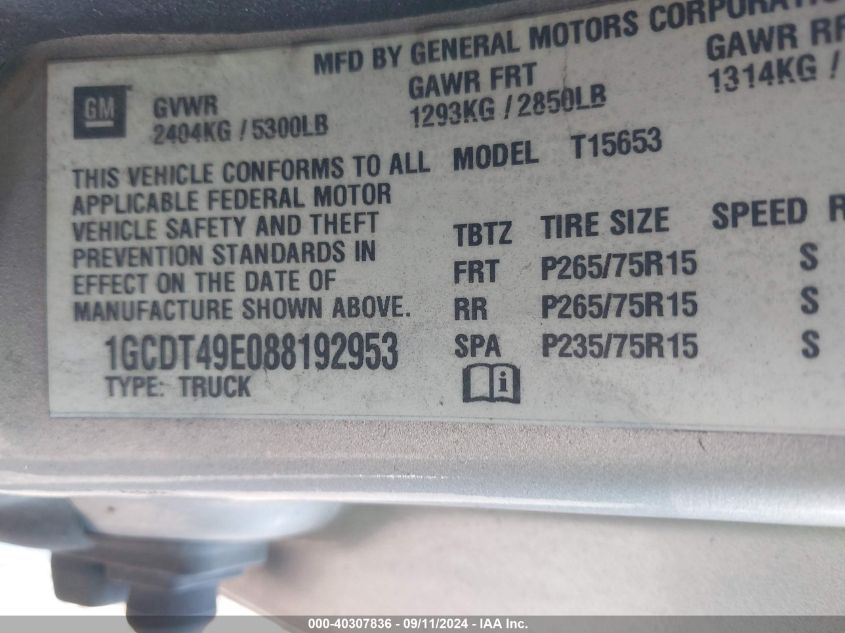 MFD BY GENERAL MOTORS CORPORATIO
GM
GVWR
2404KG / 5300LB
GAWR FRT
1293KG / 2850LB
GAWR RR
1314KG /
THIS VEHICLE CONFORMS TO ALL
APPLICABLE FEDERAL MOTOR
VEHICLE SAFETY AND THEFT
PREVENTION STANDARDS IN
EFFECT ON THE DATE OF
MANUFACTURE SHOWN ABOVE.
1GCDT49E088192953
TYPE: TRUCK
MODEL T15653
TBTZ TIRE SIZE SPEED R
FRT P265/75R15 S
RR P265/75R15 S
SPA P235/75R15 S
i
000-40307836 - 09/11/2024 - IAA Inc.